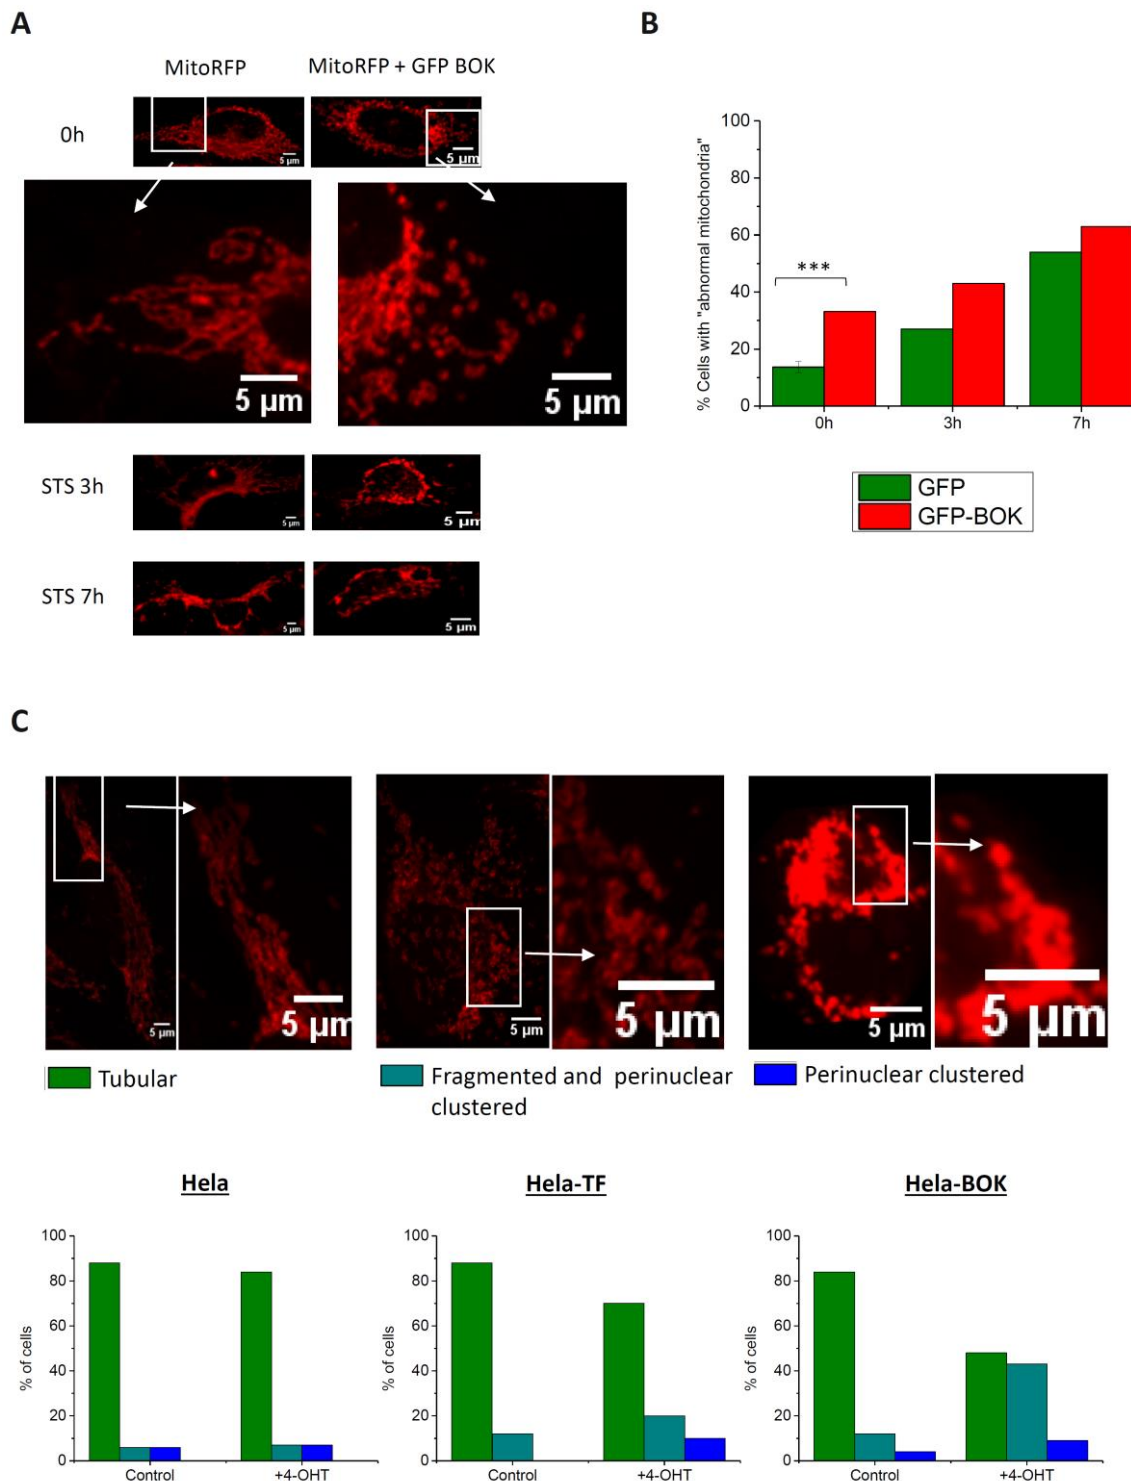 A
MitoRFP
MitoRFP + GFP BOK
0h
5 µm
5 µm
5 µm
5 µm
STS 3h
5 µm
5 µm
STS 7h
5 µm
5 µm
B
% Cells with "abnormal mitochondria"
100
80
60
40
20
0
***
0h
3h
7h
GFP
GFP-BOK
C
5 µm
5 µm
5 µm
5 µm
5 µm
5 µm
Tubular
Fragmented and perinuclear
clustered
Perinuclear clustered
Hela
% of cells
100
80
60
40
20
0
Control
+4-OHT
Hela-TF
% of cells
100
80
60
40
20
0
Control
+4-OHT
Hela-BOK
% of cells
100
80
60
40
20
0
Control
+4-OHT